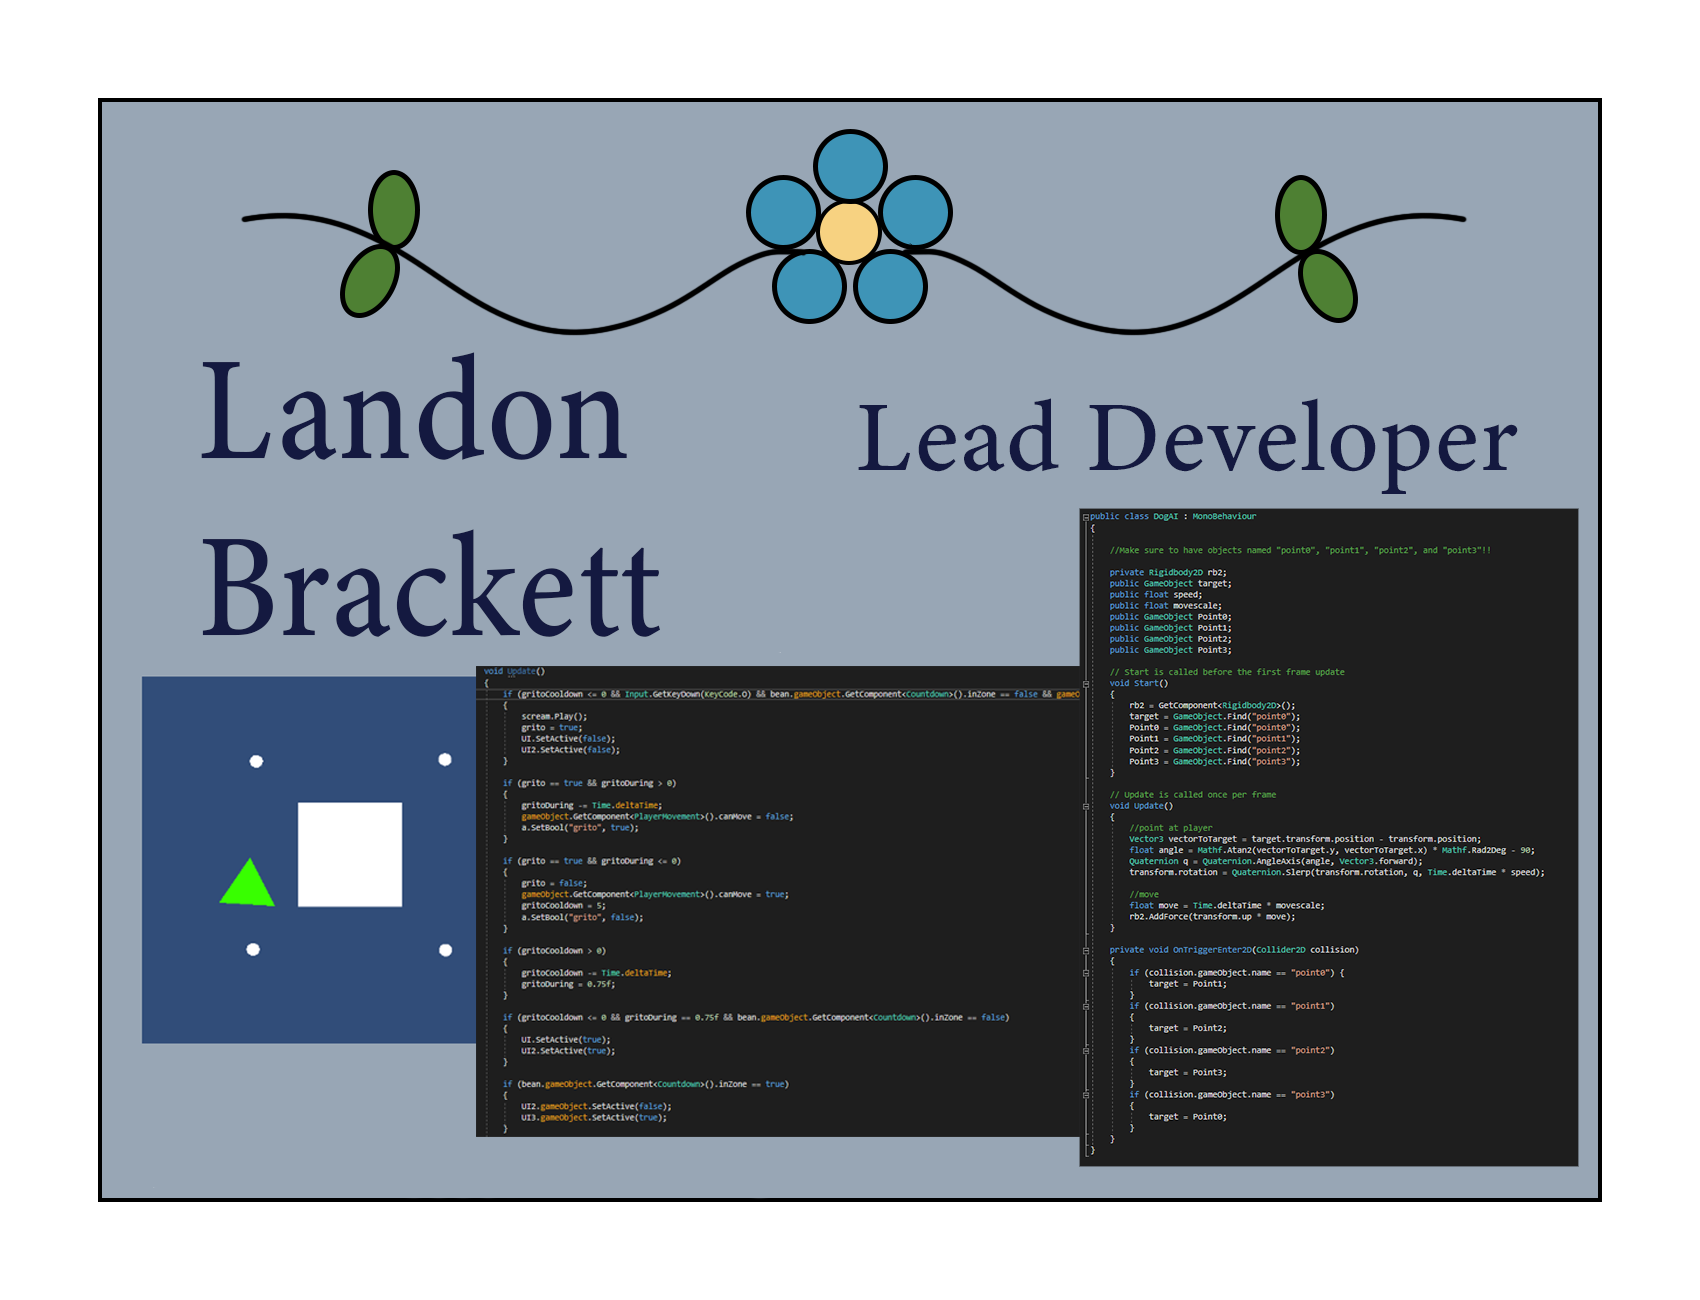 Landon
Brackett
Lead Developer
void Update()
{
if (gritoCooldown <= 0 && Input.GetKeyDown(KeyCode.O) && bean.gameObject.GetComponent<Countdown>().inZone == false && gameO
{
scream.Play();
grito = true;
UI.SetActive(false);
UI2.SetActive(false);
}
if (grito == true && gritoDuring > 0)
{
gritoDuring -= Time.deltaTime;
gameObject.GetComponent<PlayerMovement>().canMove = false;
a.SetBool("grito", true);
}
if (grito == true && gritoDuring <= 0)
{
grito = false;
gameObject.GetComponent<PlayerMovement>().canMove = true;
gritoCooldown = 5;
a.SetBool("grito", false);
}
if (gritoCooldown > 0)
{
gritoCooldown -= Time.deltaTime;
gritoDuring = 0.75f;
}
if (gritoCooldown <= 0 && gritoDuring == 0.75f && bean.gameObject.GetComponent<Countdown>().inZone == false)
{
UI.SetActive(true);
UI2.SetActive(true);
}
if (bean.gameObject.GetComponent<Countdown>().inZone == true)
{
UI2.gameObject.SetActive(false);
UI3.gameObject.SetActive(true);
}
public class DogAI : MonoBehaviour
{
//Make sure to have objects named "point0", "point1", "point2", and "point3"!!
private Rigidbody2D rb2;
public GameObject target;
public float speed;
public float movescale;
public GameObject Point0;
public GameObject Point1;
public GameObject Point2;
public GameObject Point3;
// Start is called before the first frame update
void Start()
{
rb2 = GetComponent<Rigidbody2D>();
target = GameObject.Find("point0");
Point0 = GameObject.Find("point0");
Point1 = GameObject.Find("point1");
Point2 = GameObject.Find("point2");
Point3 = GameObject.Find("point3");
}
// Update is called once per frame
void Update()
{
//point at player
Vector3 vectorToTarget = target.transform.position - transform.position;
float angle = Mathf.Atan2(vectorToTarget.y, vectorToTarget.x) * Mathf.Rad2Deg - 90;
Quaternion q = Quaternion.AngleAxis(angle, Vector3.forward);
transform.rotation = Quaternion.Slerp(transform.rotation, q, Time.deltaTime * speed);
//move
float move = Time.deltaTime * movescale;
rb2.AddForce(transform.up * move);
}
private void OnTriggerEnter2D(Collider2D collision)
{
if (collision.gameObject.name == "point0") {
target = Point1;
}
if (collision.gameObject.name == "point1")
{
target = Point2;
}
if (collision.gameObject.name == "point2")
{
target = Point3;
}
if (collision.gameObject.name == "point3")
{
target = Point0;
}
}
}